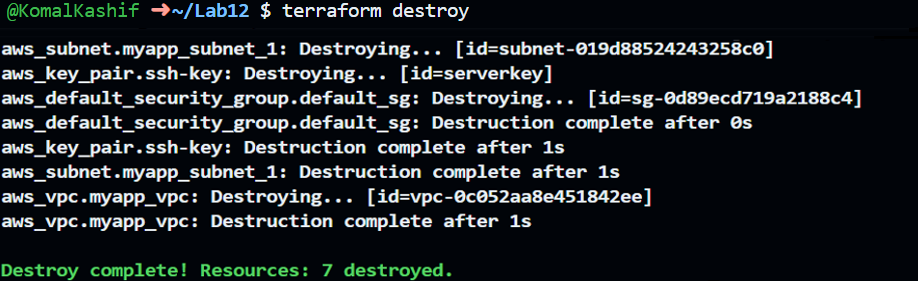 @KomalKashif ➜~/Lab12 $ terraform destroy
aws_subnet.myapp_subnet_1: Destroying... [id=subnet-019d88524243258c0]
aws_key_pair.ssh-key: Destroying... [id=serverkey]
aws_default_security_group.default_sg: Destroying... [id=sg-0d89ecd719a2188c4]
aws_default_security_group.default_sg: Destruction complete after 0s
aws_key_pair.ssh-key: Destruction complete after 1s
aws_subnet.myapp_subnet_1: Destruction complete after 1s
aws_vpc.myapp_vpc: Destroying... [id=vpc-0c052aa8e451842ee]
aws_vpc.myapp_vpc: Destruction complete after 1s
Destroy complete! Resources: 7 destroyed.